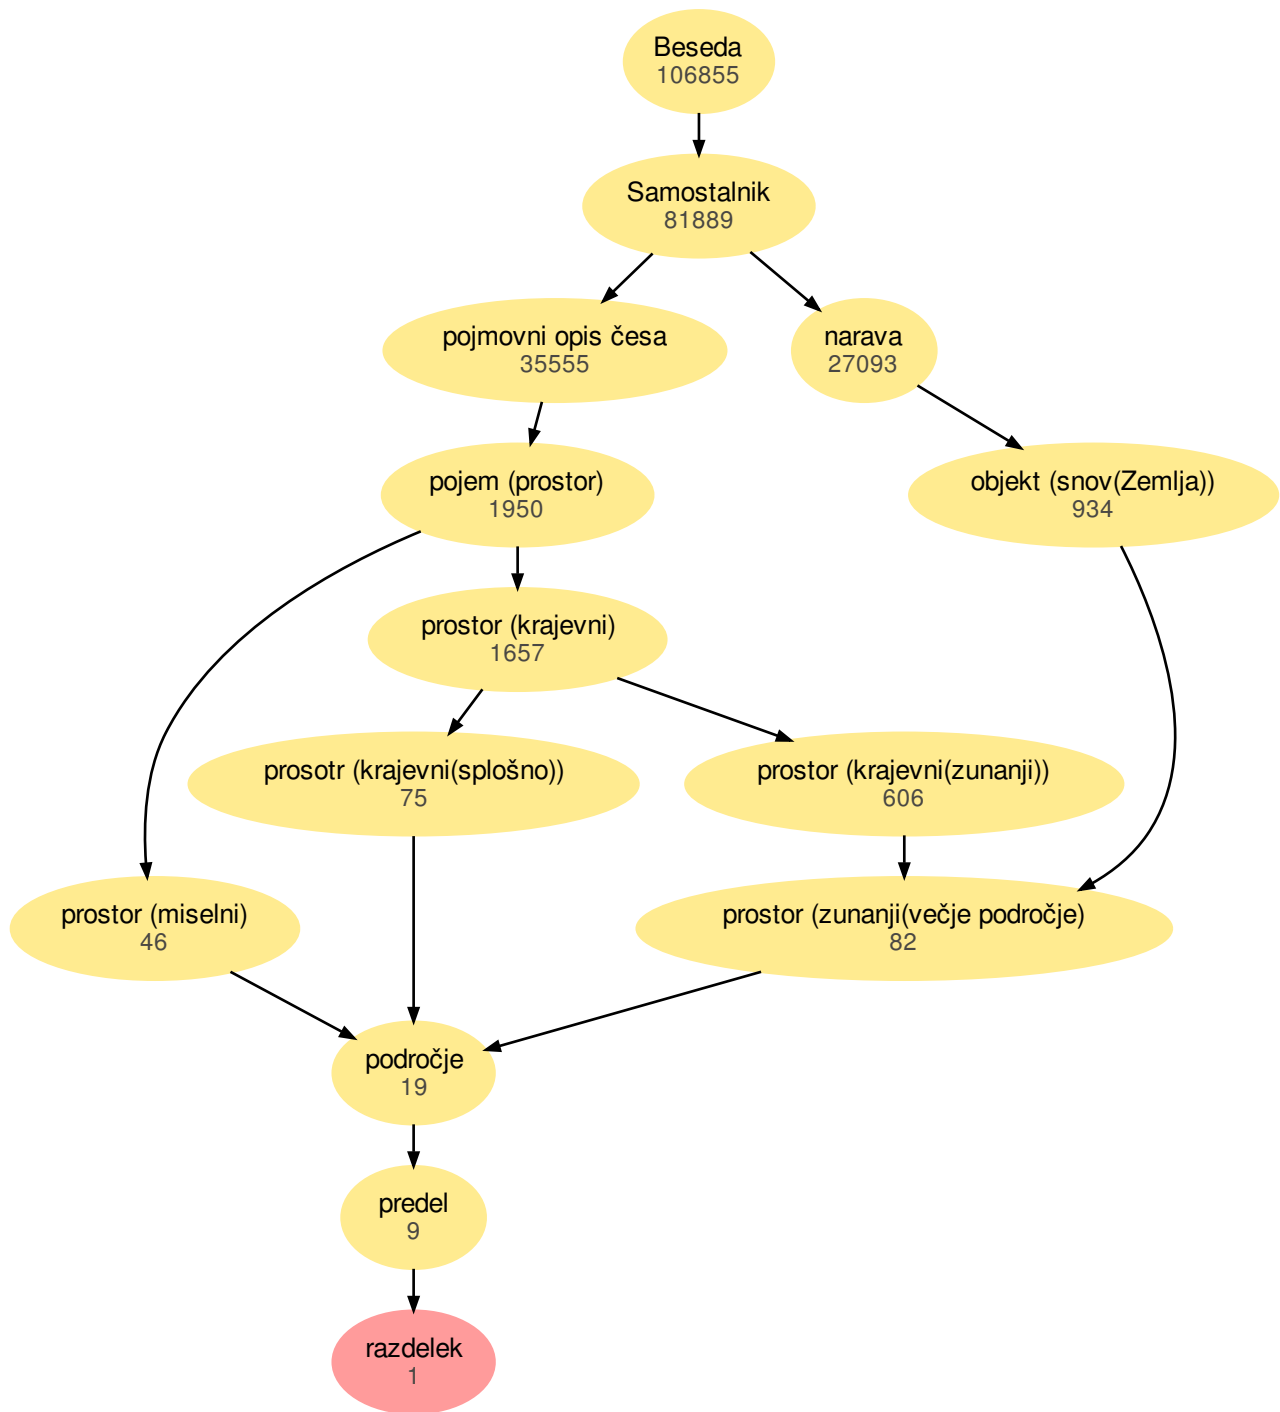 Beseda
106855
Samostalnik
81889
pojmovni opis česa
35555
narava
27093
pojem (prostor)
1950
objekt (snov(Zemlja))
934
prostor (krajevni)
1657
prosotr (krajevni(splošno))
75
prostor (krajevni(zunanji))
606
prostor (miselni)
46
prostor (zunanji(večje področje)
82
področje
19
predel
9
razdelek
1